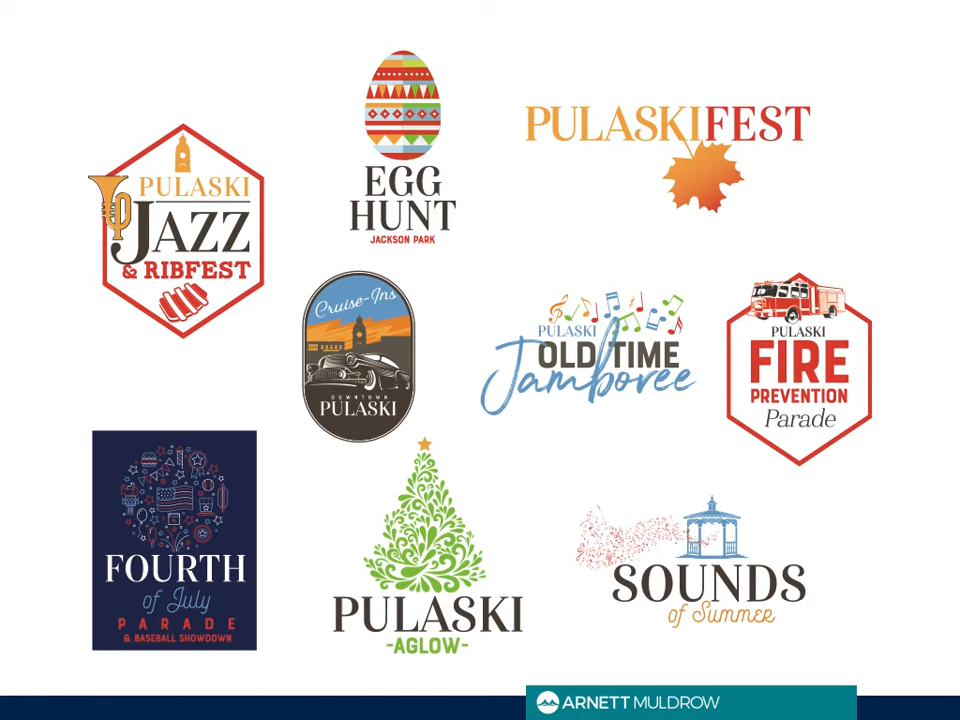 EGG
HUNT
JACKSON PARK
PULASKIFEST
PULASKI
JAZZ
& RIBFEST
Cruise-Ins
DOWNTOWN
PULASKI
PULASKI
OLD TIME
Jamboree
PULASKI
FIRE
PREVENTION
Parade
FOURTH
of July
PARADE
& BASEBALL SHOWDOWN
PULASKI
-AGLOW-
SOUNDS
of Summer
ARNETT MULDROW